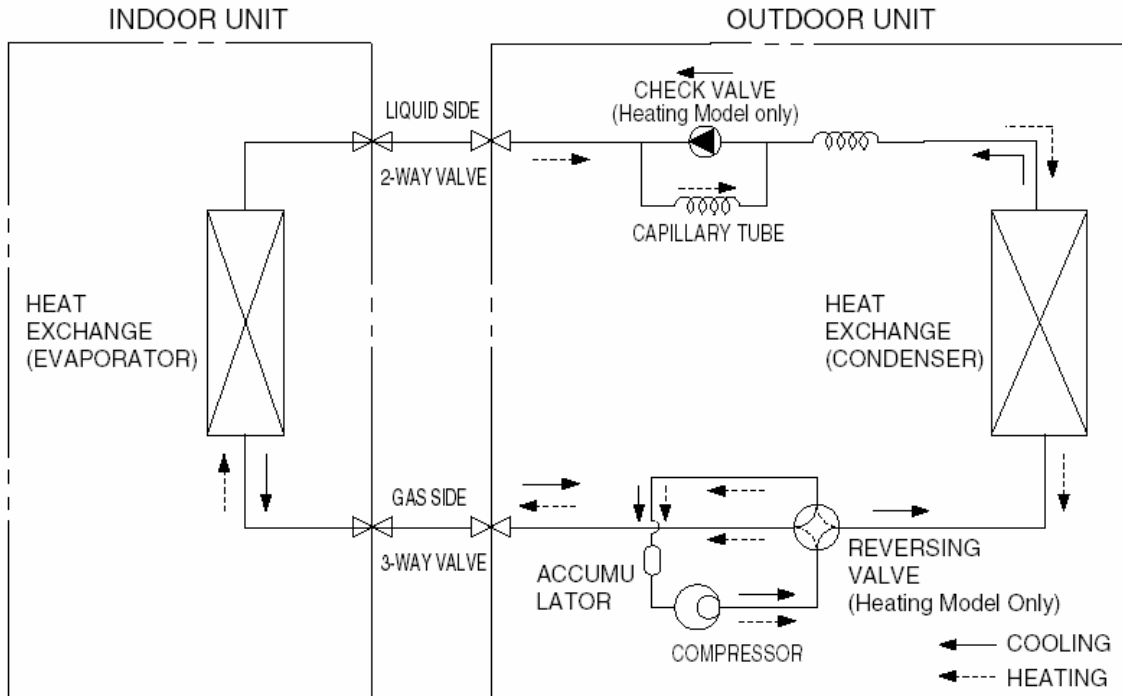 INDOOR UNIT
OUTDOOR UNIT
LIQUID SIDE
2-WAY VALVE
CHECK VALVE
(Heating Model only)
CAPILLARY TUBE
HEAT
EXCHANGE
(EVAPORATOR)
HEAT
EXCHANGE
(CONDENSER)
GAS SIDE
3-WAY VALVE
ACCUMU
LATOR
COMPRESSOR
REVERSING
VALVE
(Heating Model Only)
COOLING
HEATING